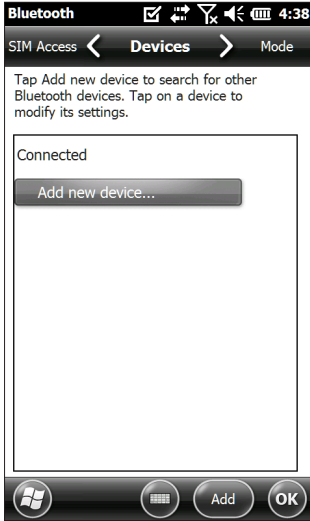 Bluetooth 4:38
SIM Access Devices Mode
Tap Add new device to search for other
Bluetooth devices. Tap on a device to
modify its settings.
Connected
Add new device...
Add OK